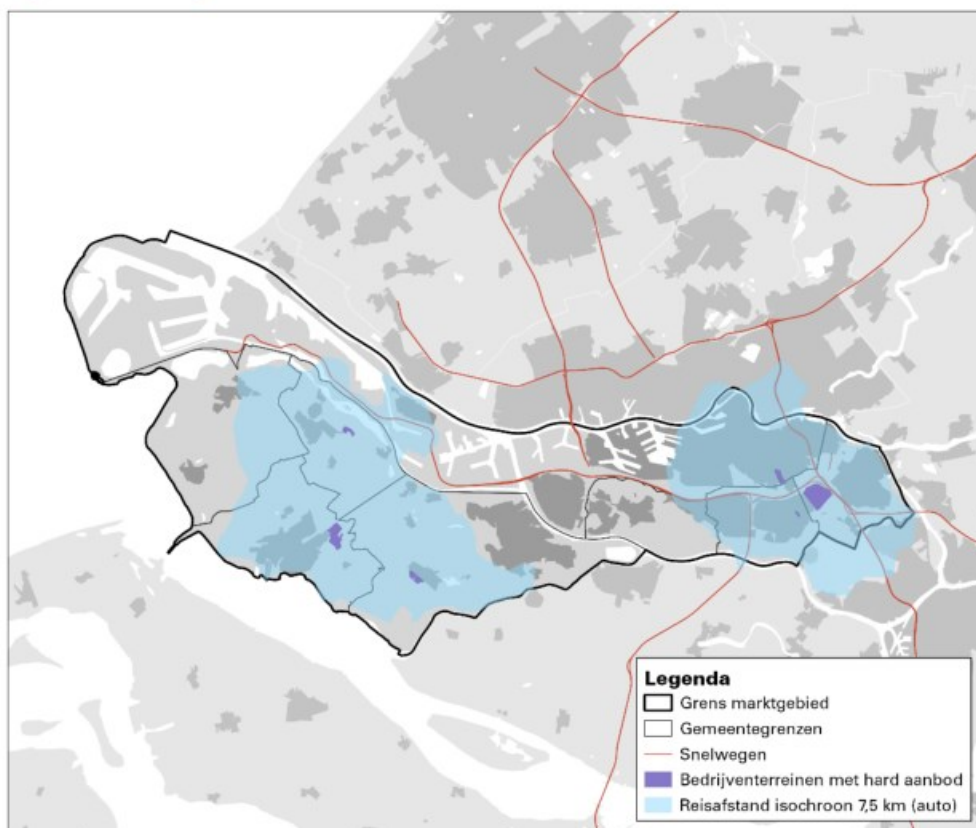 Legenda
Grens marktgebied
Gemeentegrenzen
Snelwegen
Bedrijventerreinen met hard aanbod
Reisafstand isochroon 7,5 km (auto)